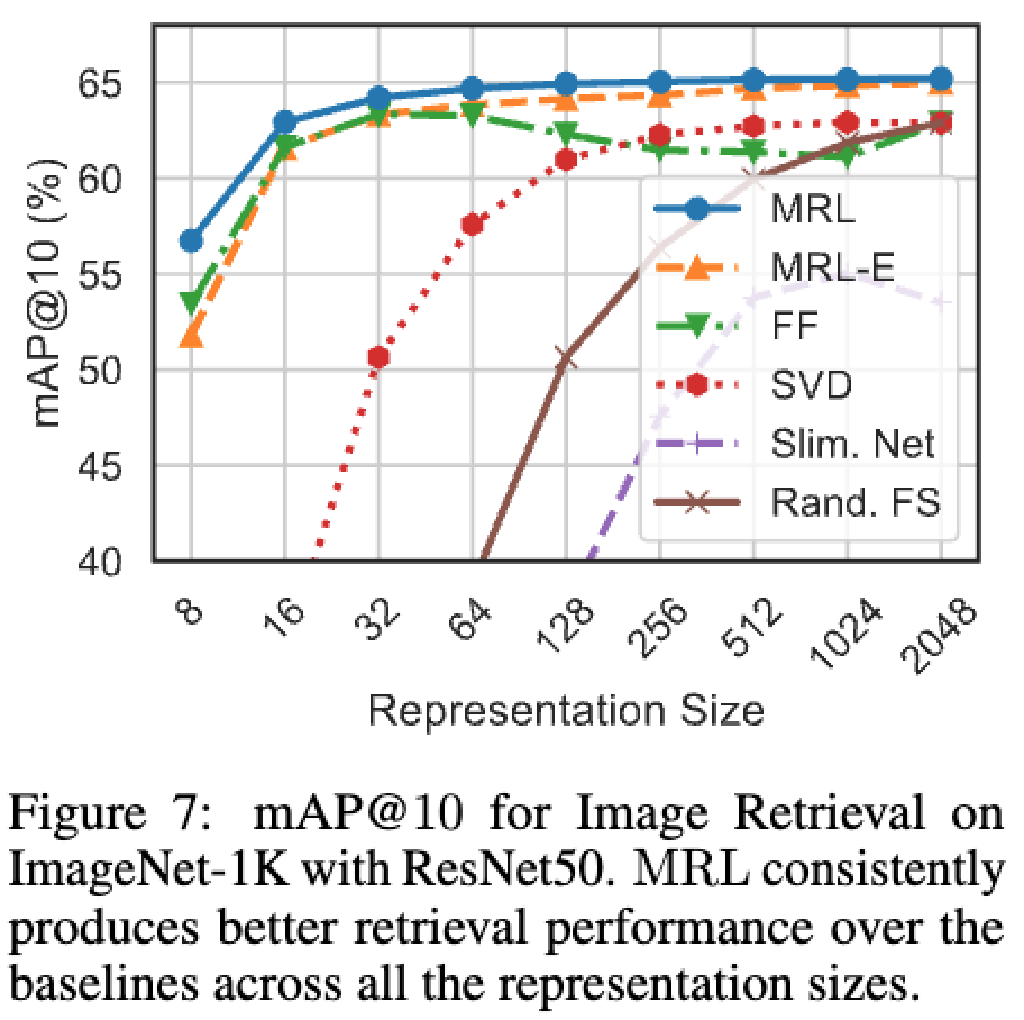 65
60
55
50
45
40
mAP@10 (%)
MRL
MRL-E
FF
SVD
Slim. Net
Rand. FS
8
16
32
64
128
256
512
1024
2048
Representation Size
Figure 7: mAP@10 for Image Retrieval on
ImageNet-1K with ResNet50. MRL consistently
produces better retrieval performance over the
baselines across all the representation sizes.